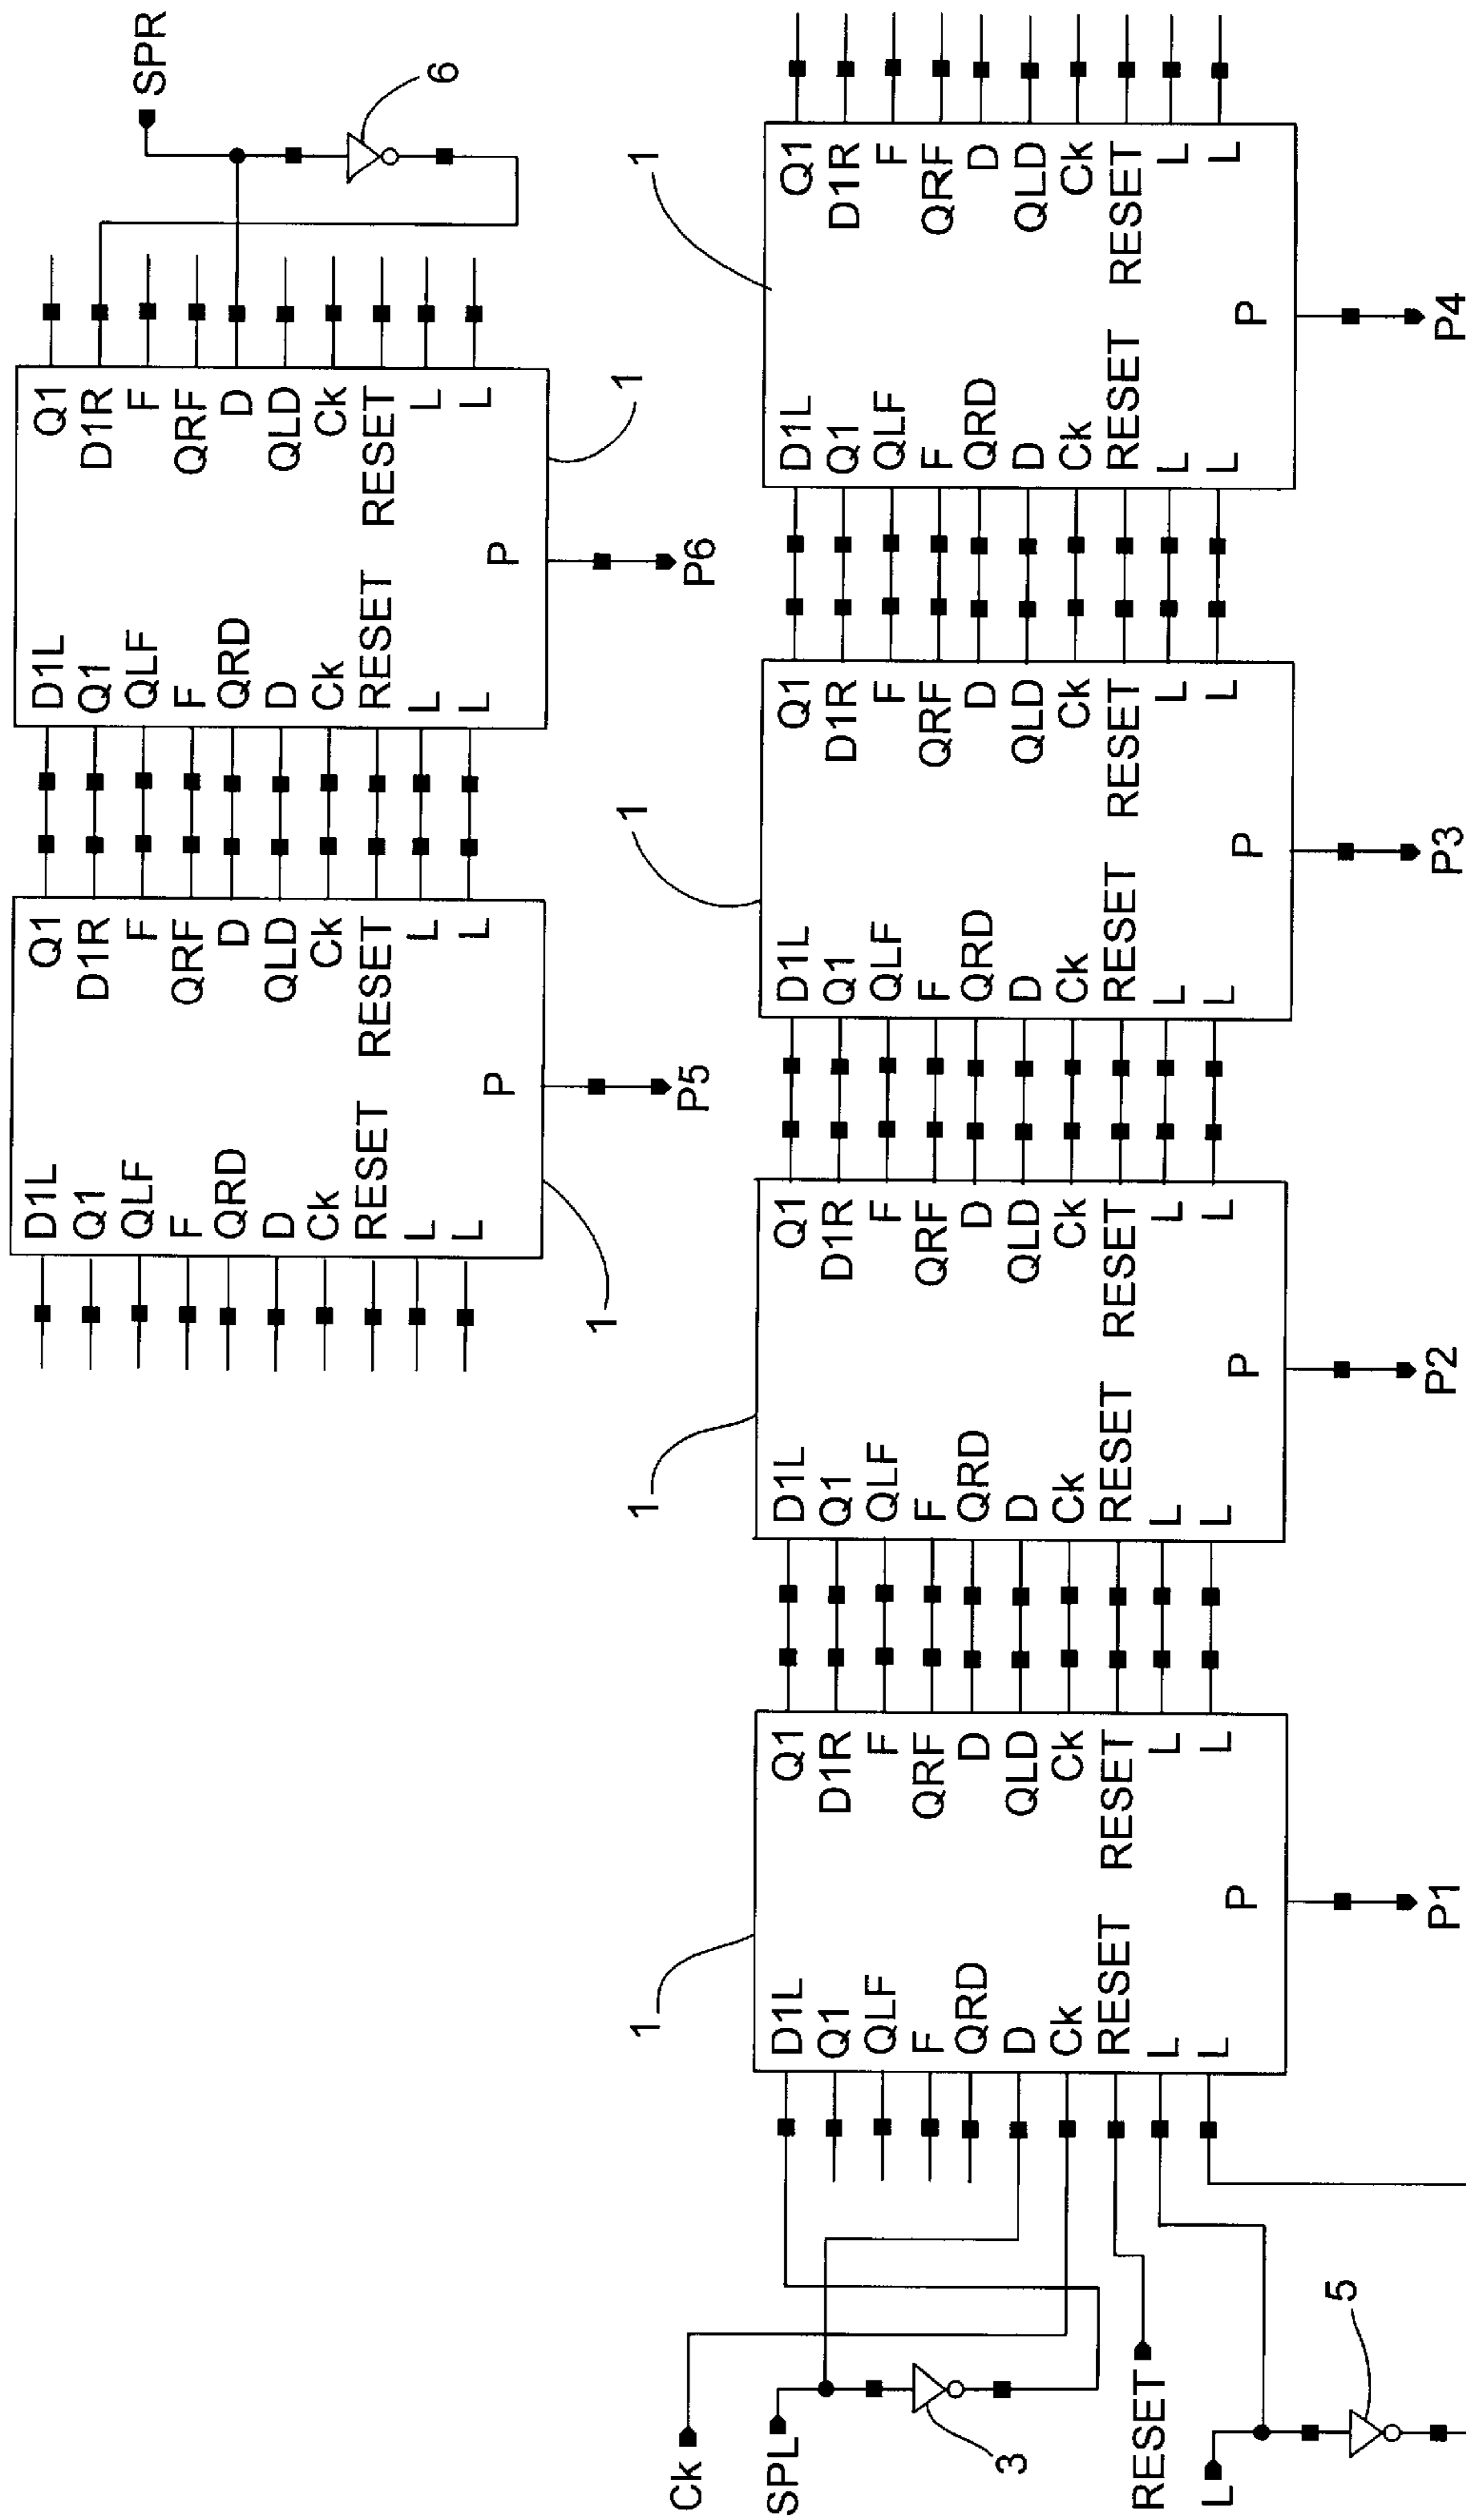 D1L Q1 D1L Q1
Q1 D1R Q1 D1R
QLF F QLF F
F QRF F QRF
QRD D QRD D
D QLD D QLD
Ck Ck Ck Ck
RESET RESET RESET RESET
L L L L
L L L L
P P
SPR
6
1
1
P5
P6
1
1
1
1
Ck
SPL
D1L Q1 D1L Q1 D1L Q1 D1L Q1
Q1 D1R Q1 D1R Q1 D1R Q1 D1R
QLF F QLF F QLF F QLF F
F QRF F QRF F QRF F QRF
QRD D QRD D QRD D QRD D
D QLD D QLD D QLD D QLD
Ck Ck Ck Ck Ck Ck Ck Ck
3
RESET
RESET RESET RESET RESET RESET RESET RESET RESET
L L L L L L L L
L
L L L L L L L L
P P P P
5
P1
P2
P3
P4